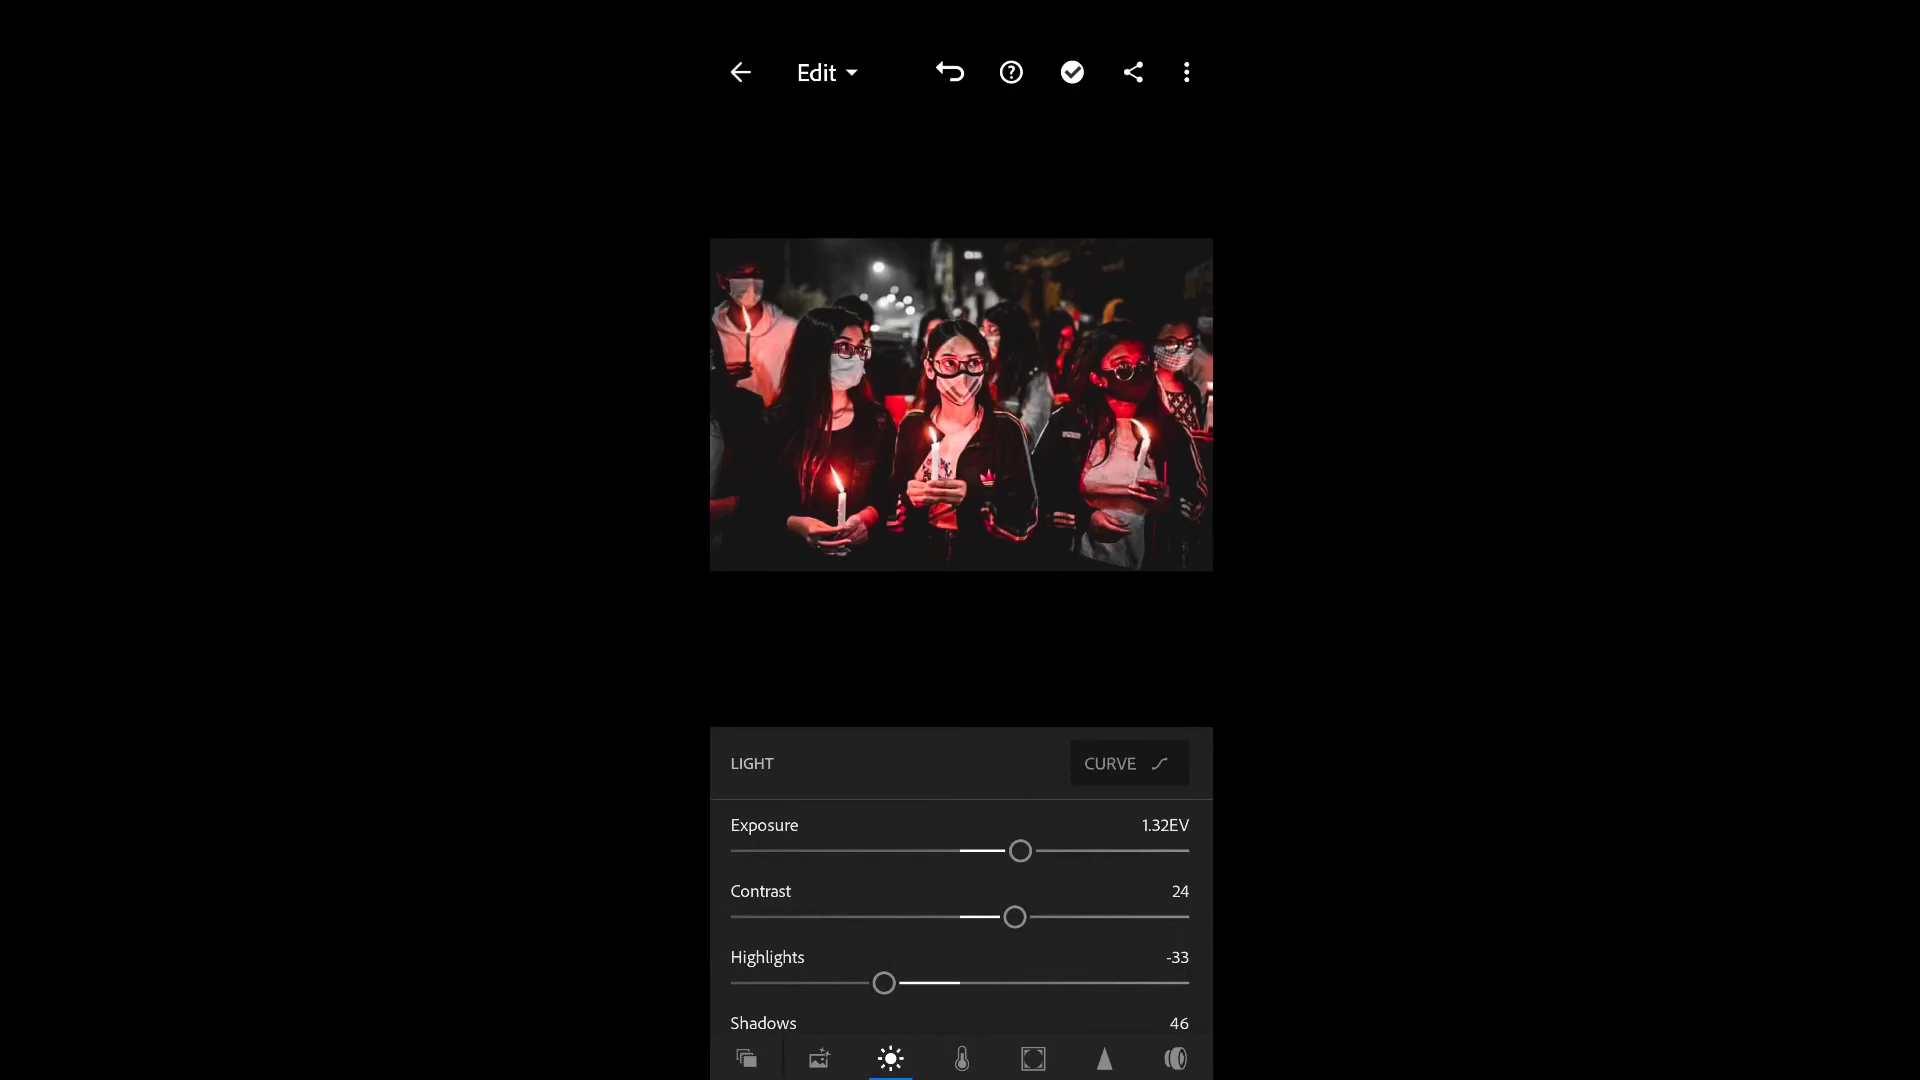 Edit
LIGHT
CURVE
Exposure
1.32EV
Contrast
24
Highlights
-33
Shadows
46